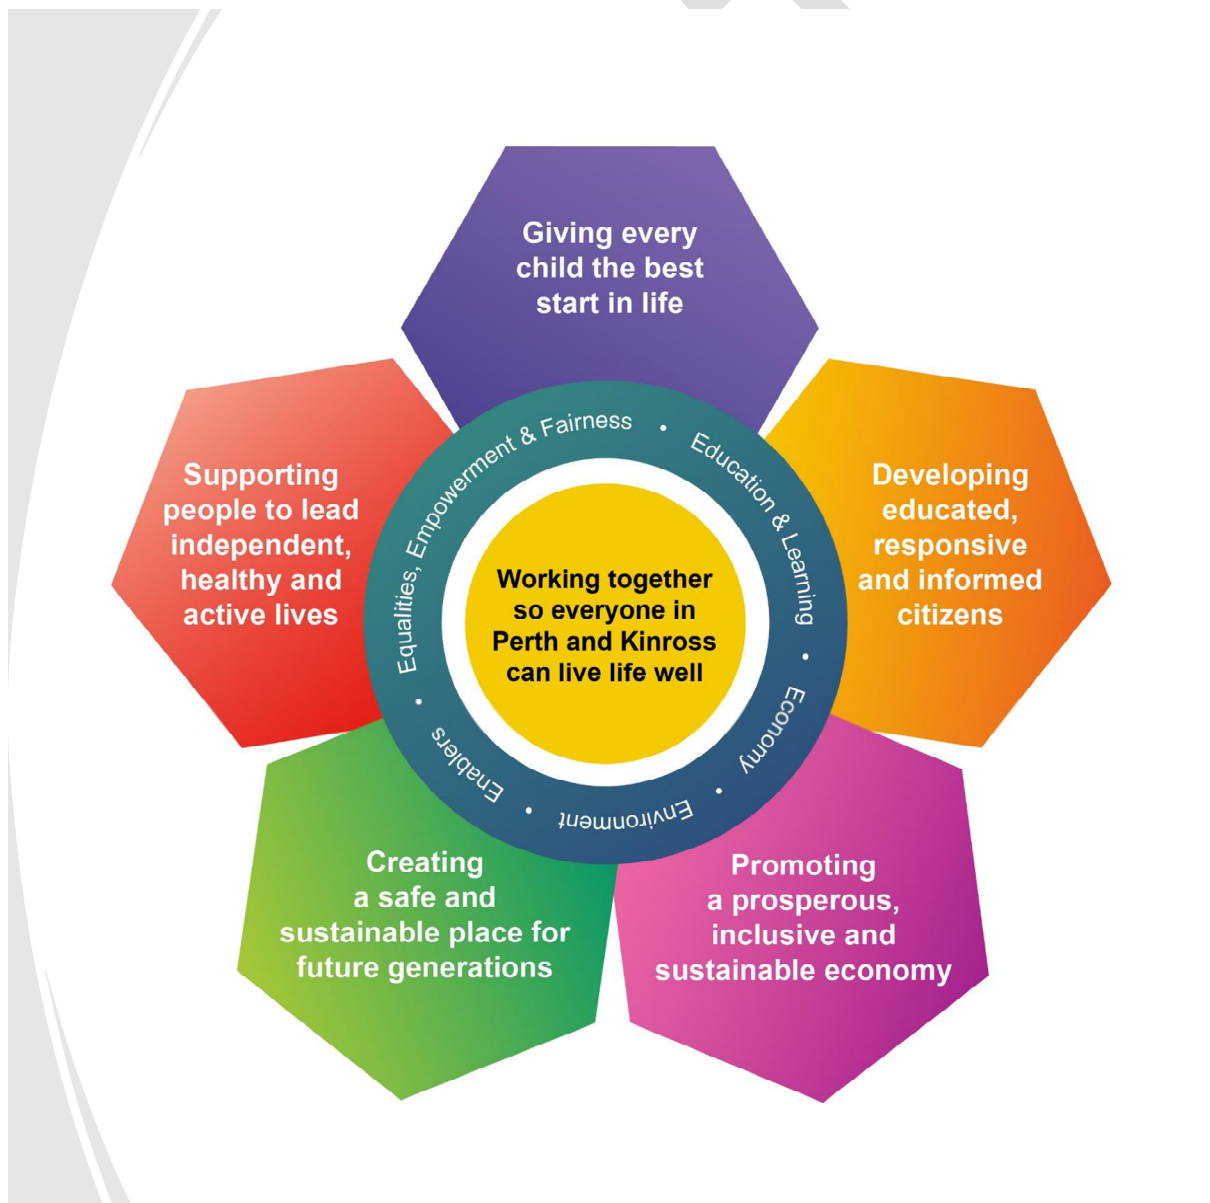 Giving every
child the best
start in life
Supporting
people to lead
independent,
healthy and
active lives
Developing
educated,
responsive
and informed
citizens
Equalities, Empowerment & Fairness • Education & Learning • Economy • Environment • Enablers •
Working together
so everyone in
Perth and Kinross
can live life well
Creating
a safe and
sustainable place for
future generations
Promoting
a prosperous,
inclusive and
sustainable economy